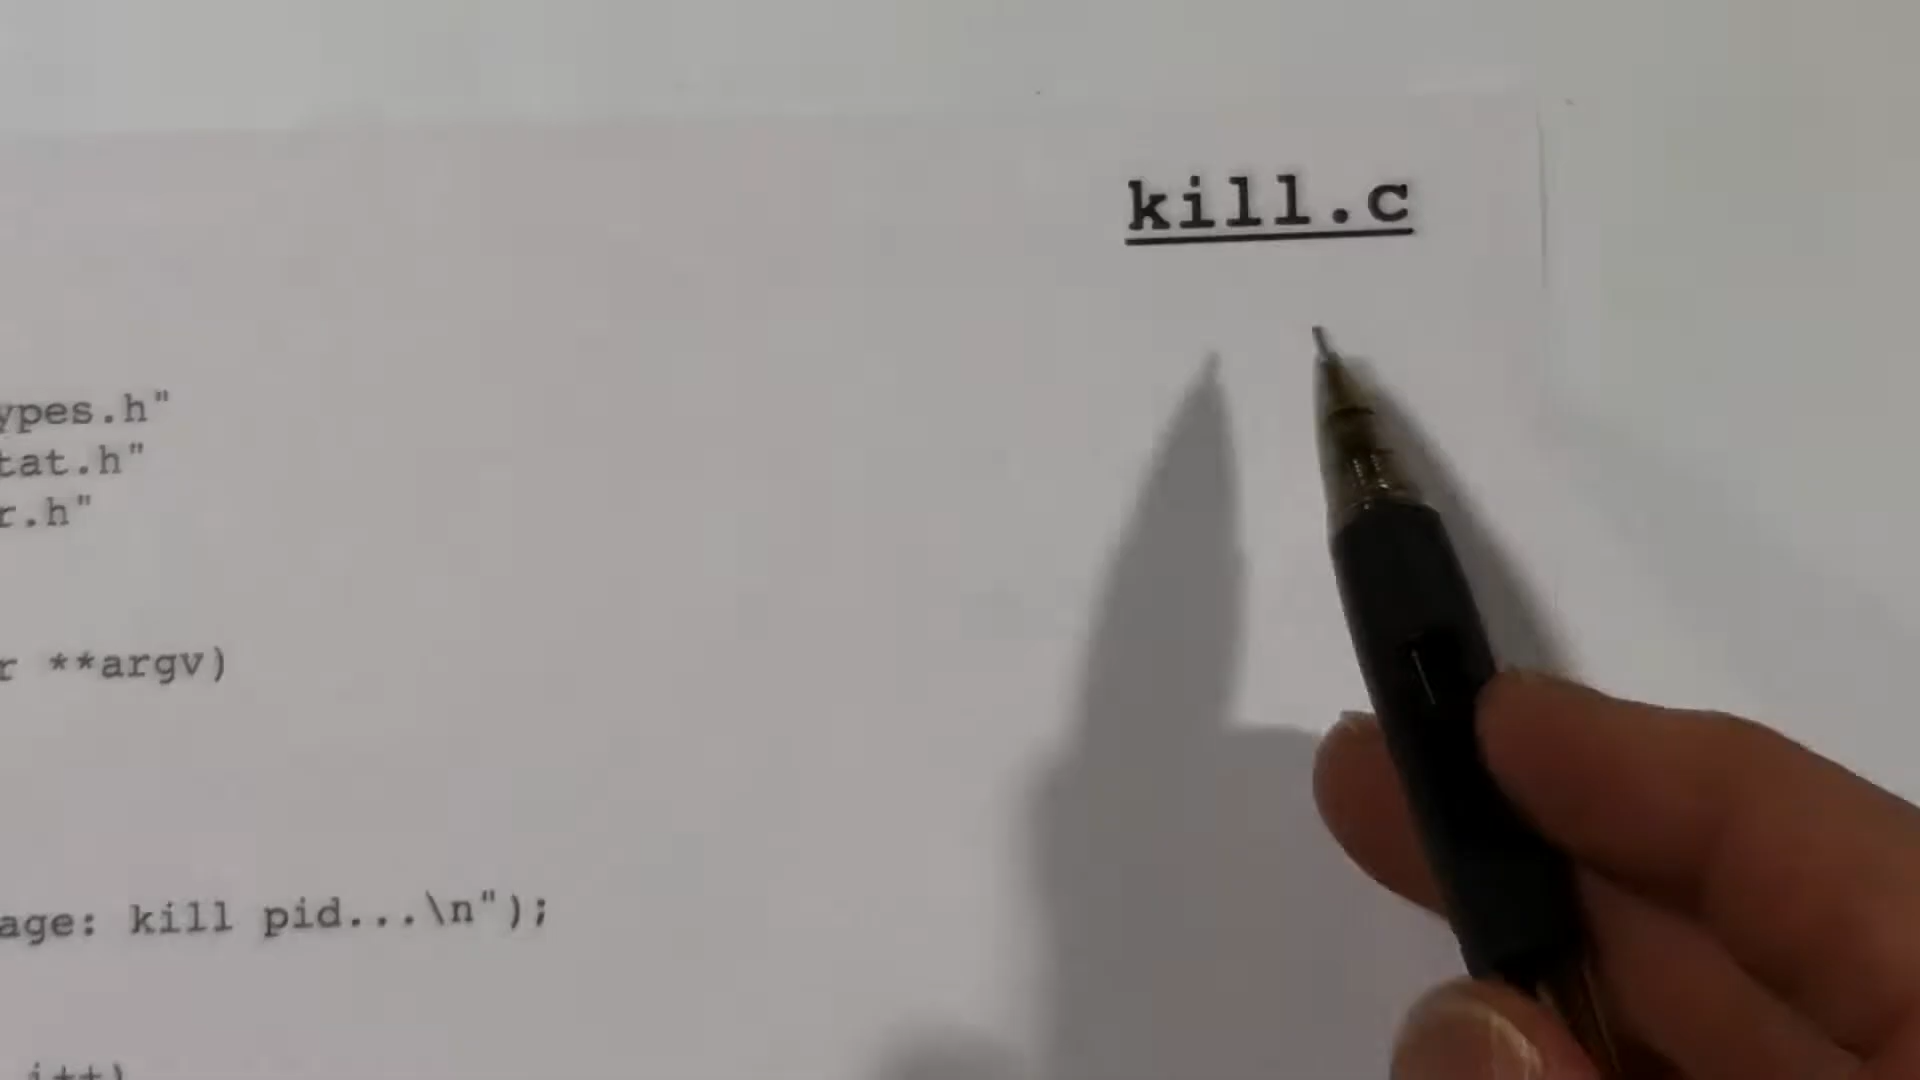 kill.c
ypes.h"
tat.h"
r.h"
r **argv)
age: kill pid...\n");
i++)